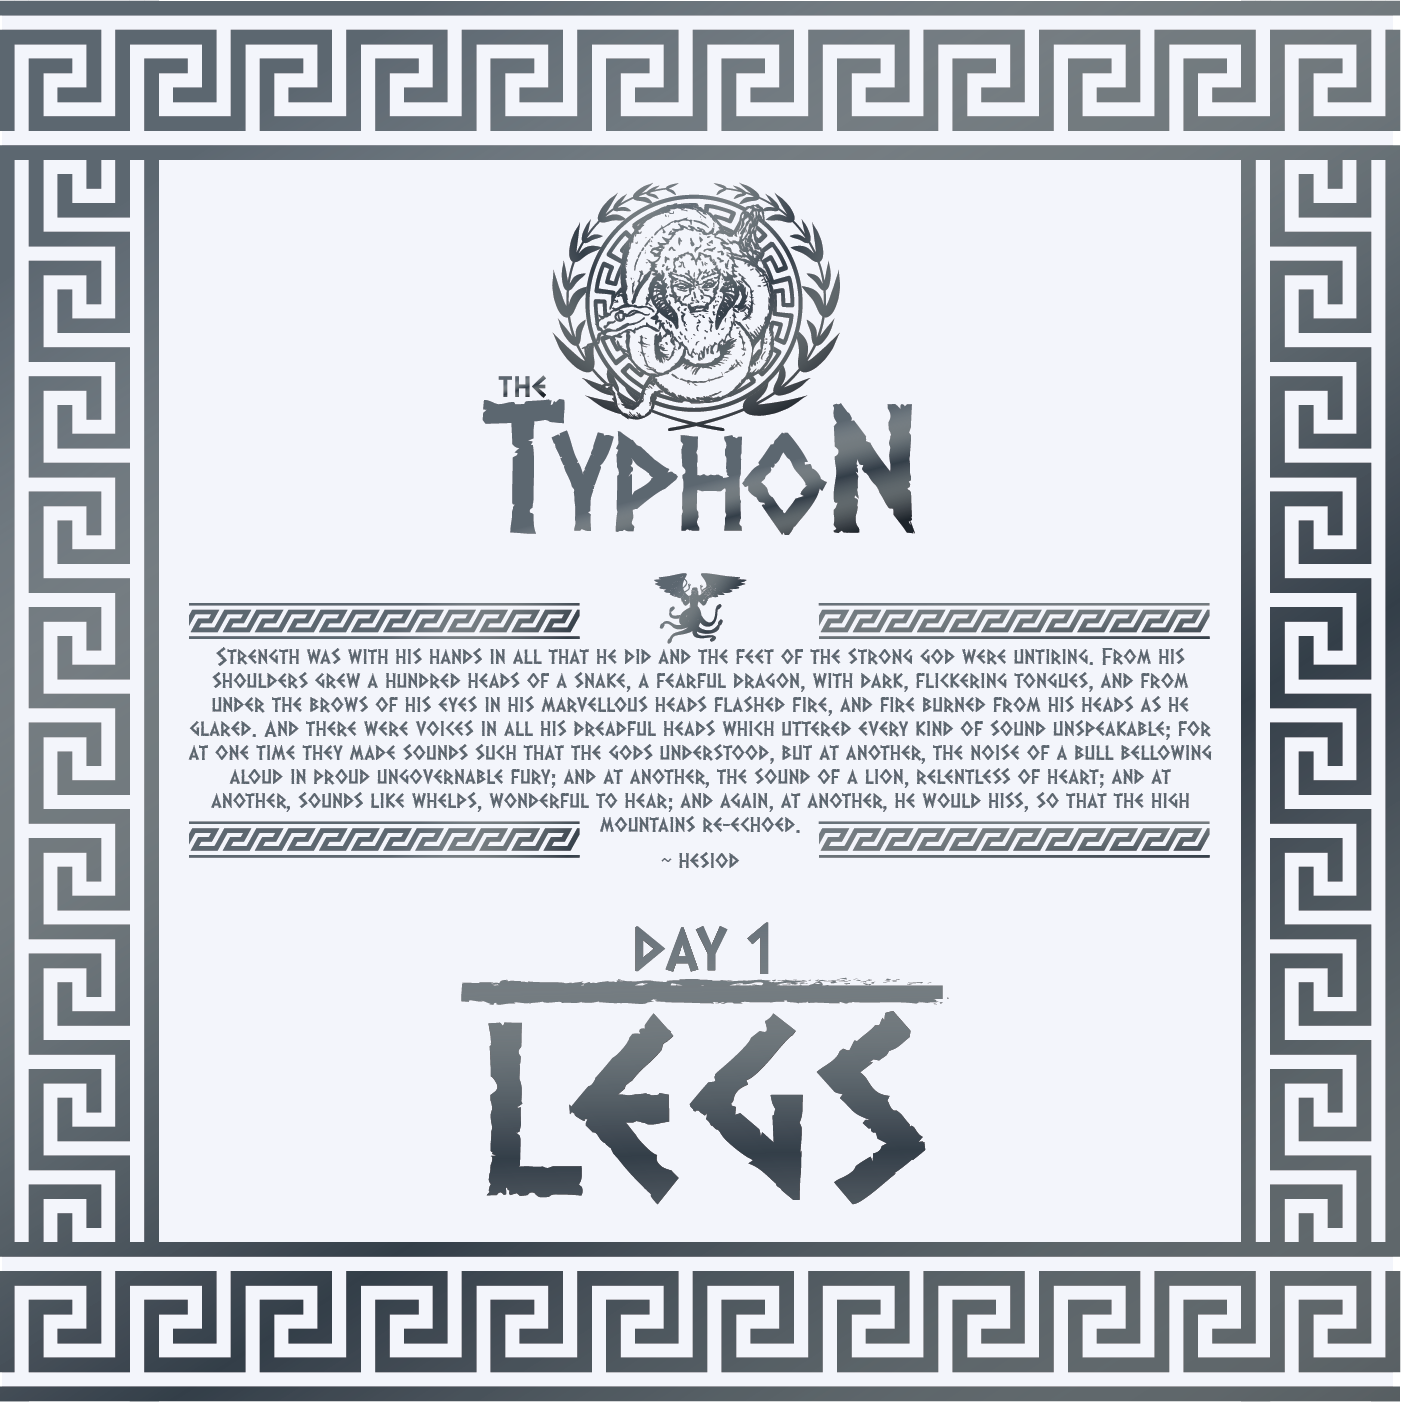 THE
TYPHON
STRENGTH WAS WITH HIS HANDS IN ALL THAT HE DID AND THE FEET OF THE STRONG GOD WERE UNTIRING. FROM HIS
SHOULDERS GREW A HUNDRED HEADS OF A SNAKE, A FEARFUL DRAGON, WITH DARK, FLICKERING TONGUES, AND FROM
UNDER THE BROWS OF HIS EYES IN HIS MARVELLOUS HEADS FLASHED FIRE, AND FIRE BURNED FROM HIS HEADS AS HE
GLARED. AND THERE WERE VOICES IN ALL HIS DREADFUL HEADS WHICH UTTERED EVERY KIND OF SOUND UNSPEAKABLE; FOR
AT ONE TIME THEY MADE SOUNDS SUCH THAT THE GODS UNDERSTOOD, BUT AT ANOTHER, THE NOISE OF A BULL BELLOWING
ALOUD IN PROUD UNGOVERNABLE FURY; AND AT ANOTHER, THE SOUND OF A LION, RELENTLESS OF HEART; AND AT
ANOTHER, SOUNDS LIKE WHELPS, WONDERFUL TO HEAR; AND AGAIN, AT ANOTHER, HE WOULD HISS, SO THAT THE HIGH
MOUNTAINS RE-ECHOED.
~ HESIOD
DAY 1
LEGS